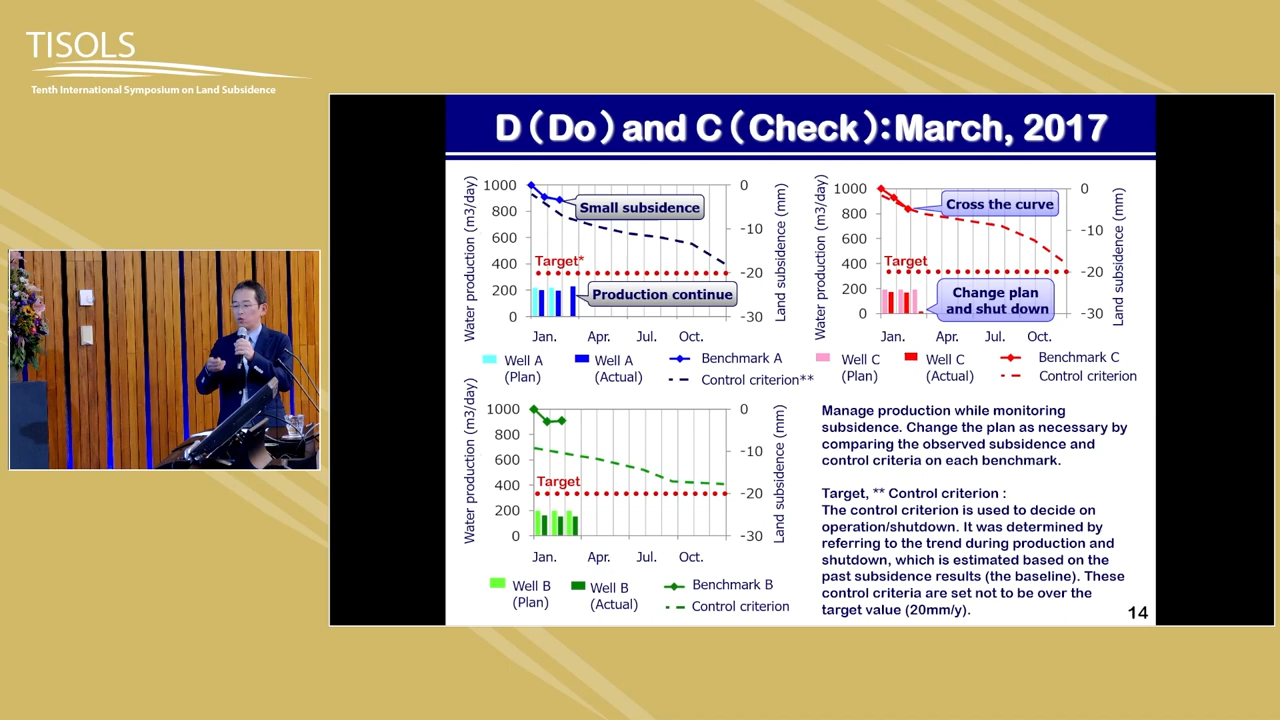 TISOLS
Tenth International Symposium on Land Subsidence
D（Do）and C（Check）：March, 2017
Water production (m3/day)
1000
800
600
400
200
0
0
-10
-20
-30
Land subsidence (mm)
Small subsidence
Target*
Production continue
Jan.
Apr.
Jul.
Oct.
Well A
(Plan)
Well A
(Actual)
Benchmark A
Control criterion**
Water production (m3/day)
1000
800
600
400
200
0
0
-10
-20
-30
Land subsidence (mm)
Cross the curve
Target
Change plan
and shut down
Jan.
Apr.
Jul.
Oct.
Well C
(Plan)
Well C
(Actual)
Benchmark C
Control criterion
Water production (m3/day)
1000
800
600
400
200
0
0
-10
-20
-30
Land subsidence (mm)
Target
Jan.
Apr.
Jul.
Oct.
Well B
(Plan)
Well B
(Actual)
Benchmark B
Control criterion
Manage production while monitoring
subsidence. Change the plan as necessary by
comparing the observed subsidence and
control criteria on each benchmark.
Target, ** Control criterion :
The control criterion is used to decide on
operation/shutdown. It was determined by
referring to the trend during production and
shutdown, which is estimated based on the
past subsidence results (the baseline). These
control criteria are set not to be over the
target value (20mm/y).
14